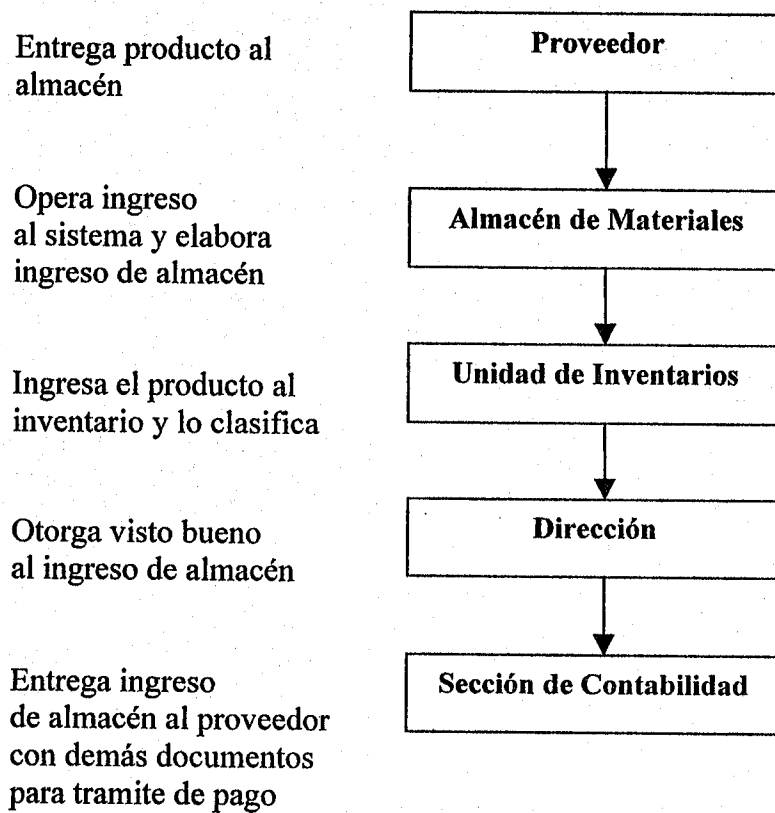 Entrega producto al
almacén
Proveedor
Opera ingreso
al sistema y elabora
ingreso de almacén
Almacén de Materiales
Ingresa el producto al
inventario y lo clasifica
Unidad de Inventarios
Otorga visto bueno
al ingreso de almacén
Dirección
Entrega ingreso
de almacén al proveedor
con demás documentos
para tramite de pago
Sección de Contabilidad